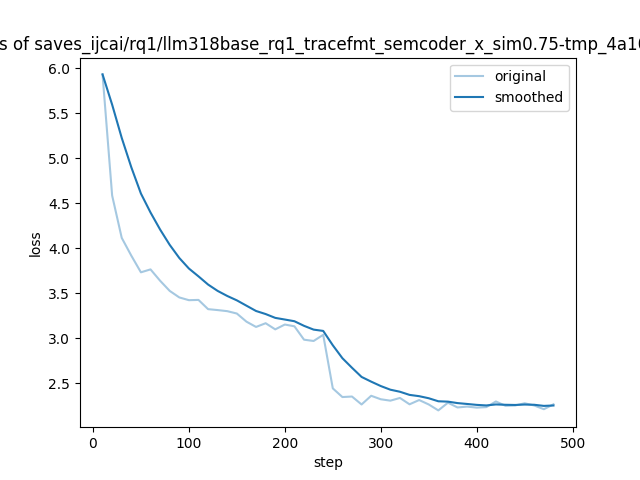 s of saves_ijcai/rq1/llm318base_rq1_tracefmt_semcoder_x_sim0.75-tmp_4a10
original
smoothed
6.0
5.5
5.0
4.5
4.0
3.5
3.0
2.5
loss
0 100 200 300 400 500
step